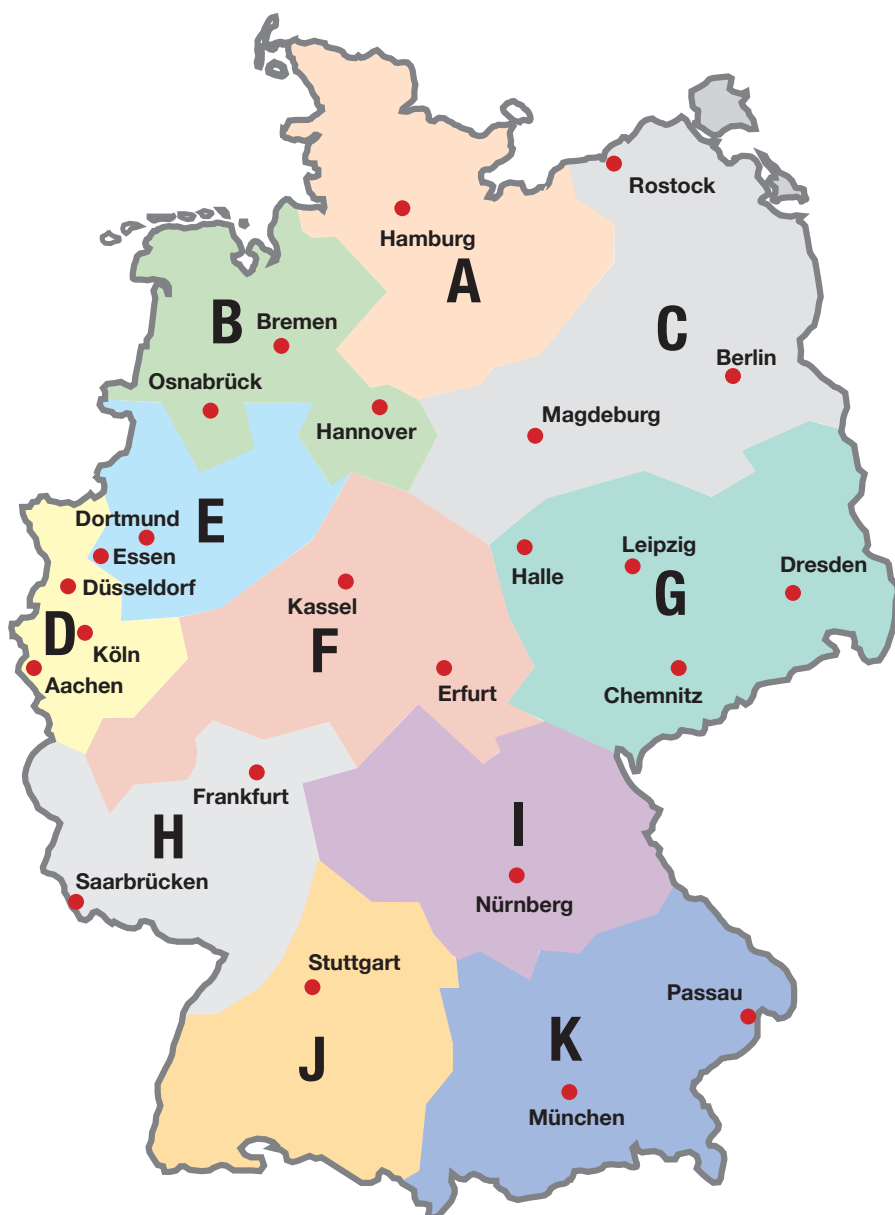 Rostock
Hamburg
A
B
Bremen
C
Berlin
Osnabrück
Magdeburg
Hannover
Dortmund
E
Essen
Halle
Leipzig
Dresden
Düsseldorf
Kassel
G
D
Köln
F
Aachen
Erfurt
Chemnitz
Frankfurt
H
I
Saarbrücken
Nürnberg
Stuttgart
Passau
J
K
München